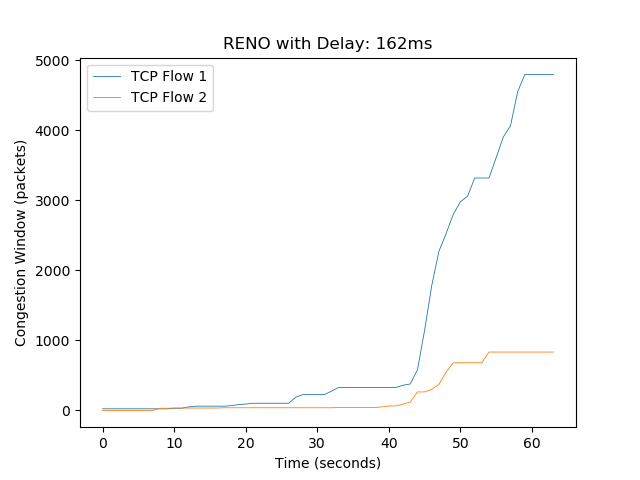 RENO with Delay: 162ms
TCP Flow 1
TCP Flow 2
Congestion Window (packets)
5000
4000
3000
2000
1000
0
0 10 20 30 40 50 60
Time (seconds)